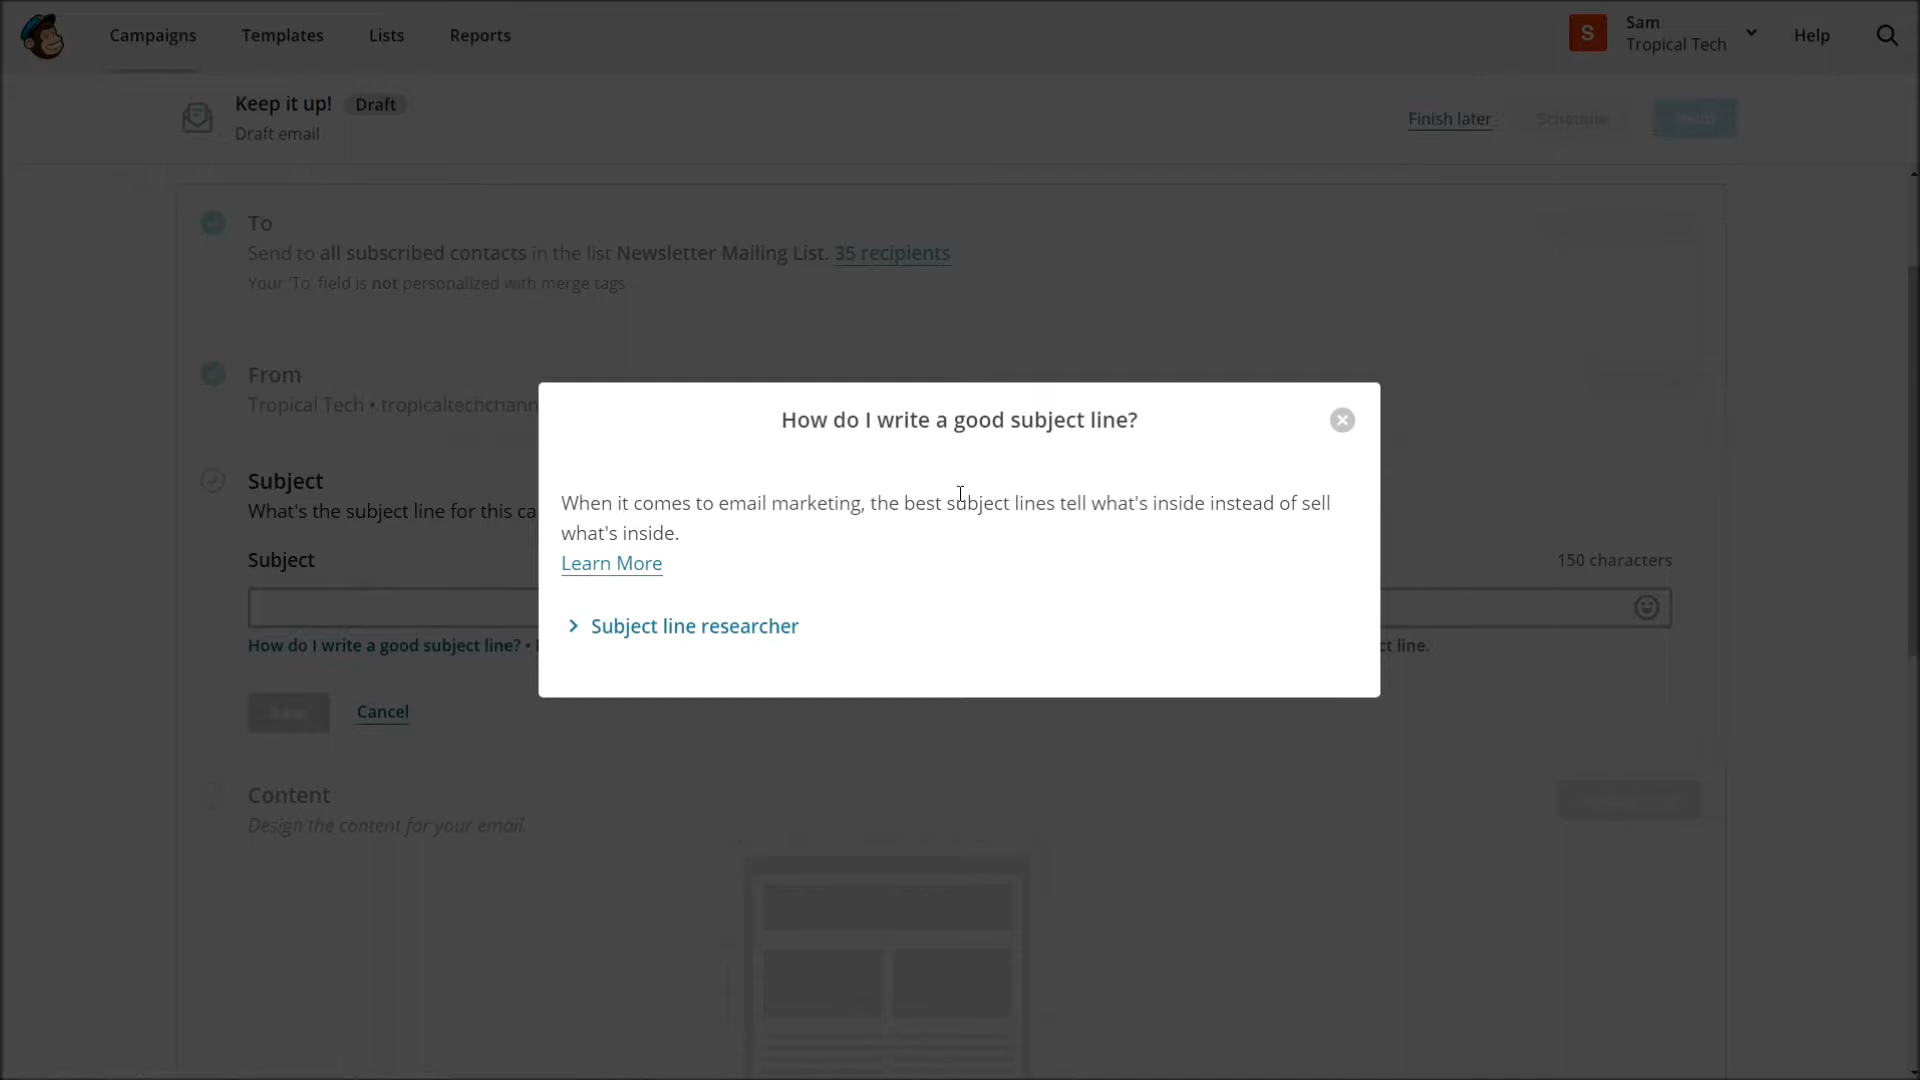 Campaigns Templates Lists Reports
Sam
Tropical Tech
Help
S
Keep it up! Draft
Draft email
Finish later Schedule Send
To
Send to all subscribed contacts in the list Newsletter Mailing List. 35 recipients
Your 'To' field is not personalized with merge tags
From
Tropical Tech • tropicaltechchann
How do I write a good subject line?
When it comes to email marketing, the best subject lines tell what's inside instead of sell
what's inside.
Learn More
Subject line researcher
Subject
What's the subject line for this ca
Subject 150 characters
How do I write a good subject line? •
ct line.
Save Cancel
Content
Design the content for your email.